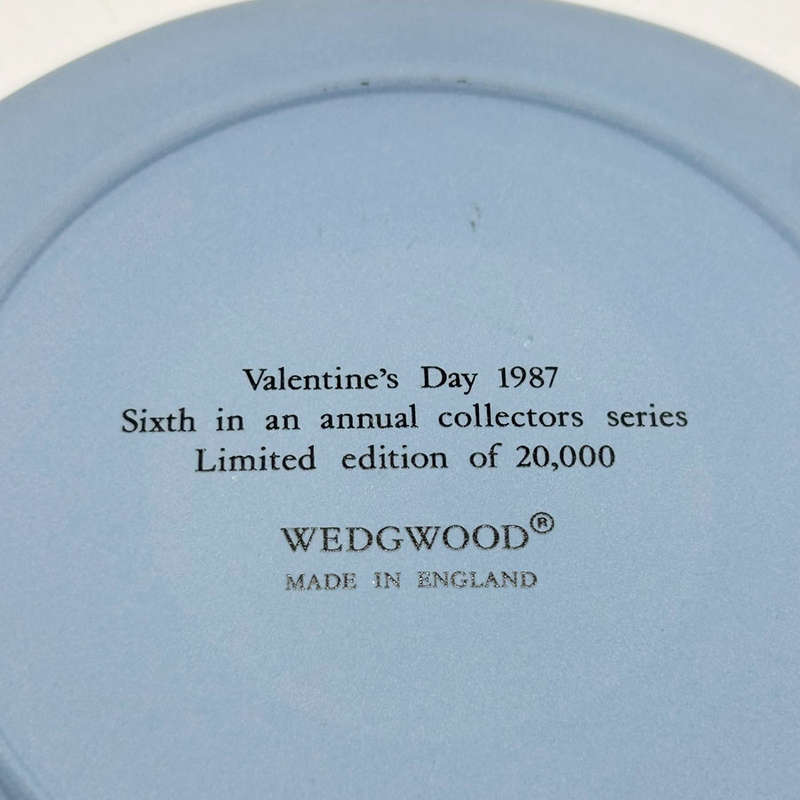 Valentine's Day 1987
Sixth in an annual collectors series
Limited edition of 20,000
WEDGWOOD®
MADE IN ENGLAND